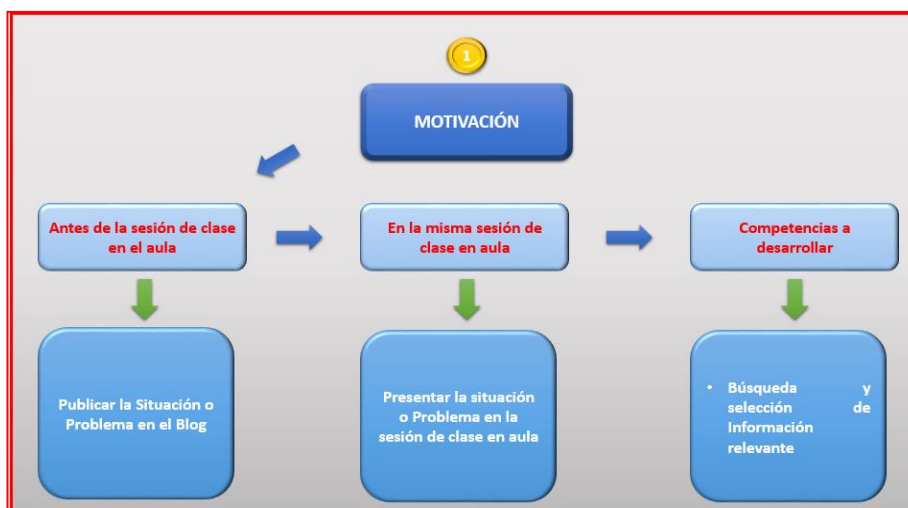 1
MOTIVACIÓN
Antes de la sesión de clase
en el aula
En la misma sesión de
clase en aula
Competencias a
desarrollar
Publicar la Situación o
Problema en el Blog
Presentar la situación
o Problema en la
sesión de clase en aula
• Búsqueda y
selección de
Información
relevante